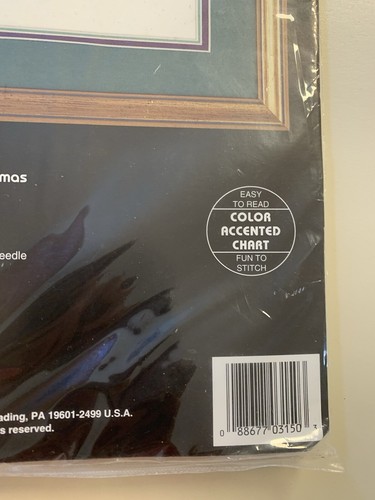 mas
EASY
TO READ
COLOR
ACCENTED
CHART
FUN TO
STITCH
eedle
ading, PA 19601-2499 U.S.A.
s reserved.
0 88677 03150 3